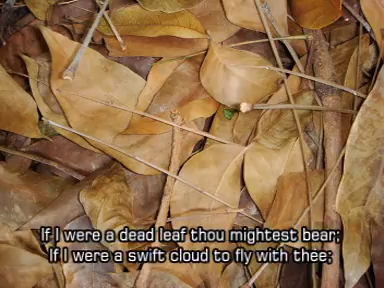 If I were a dead leaf thou mightest bear;
If I were a swift cloud to fly with thee;